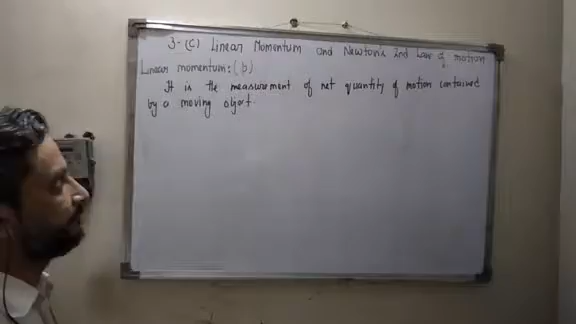 3-(C) Linear Momentum and Newton's 2nd Law of motion
Linear momentum:(p)
It is the measurement of net quantity of motion contained
by a moving object.